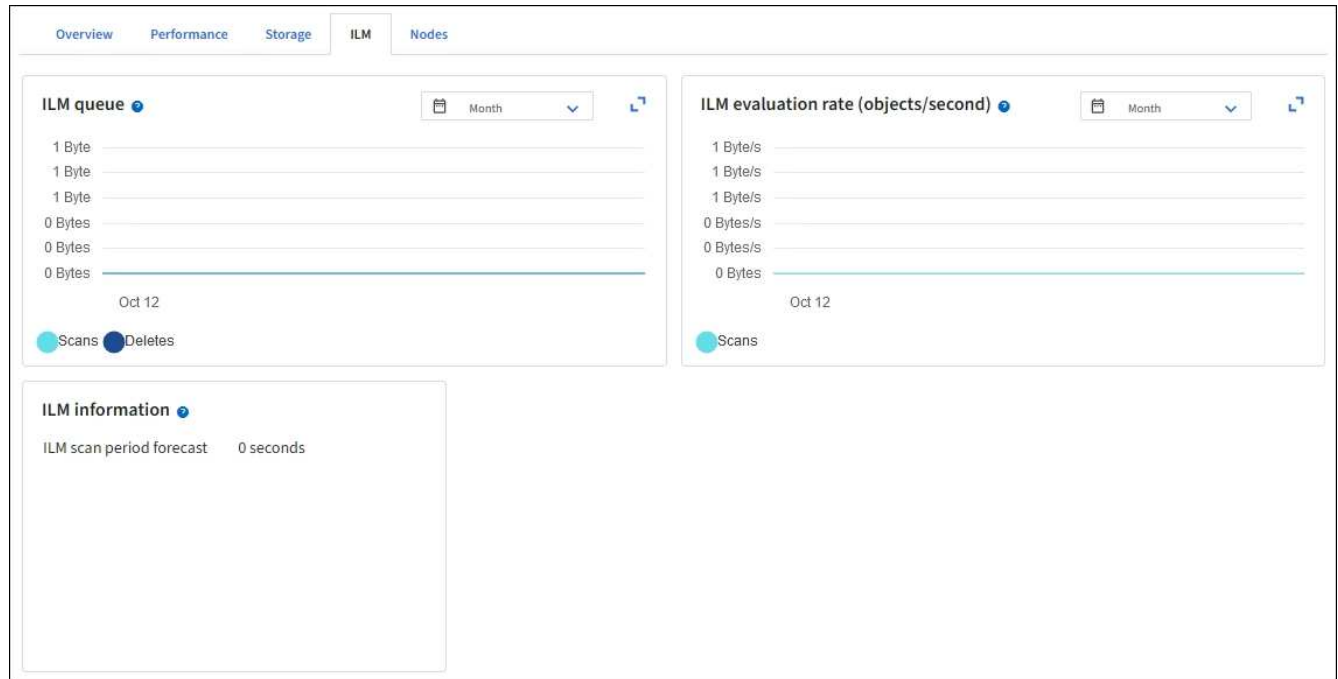 Overview Performance Storage ILM Nodes
ILM queue ?
Month
1 Byte
1 Byte
1 Byte
0 Bytes
0 Bytes
0 Bytes
Oct 12
Scans Deletes
ILM evaluation rate (objects/second) ?
Month
1 Byte/s
1 Byte/s
1 Byte/s
0 Bytes/s
0 Bytes/s
0 Bytes
Oct 12
Scans
ILM information ?
ILM scan period forecast 0 seconds